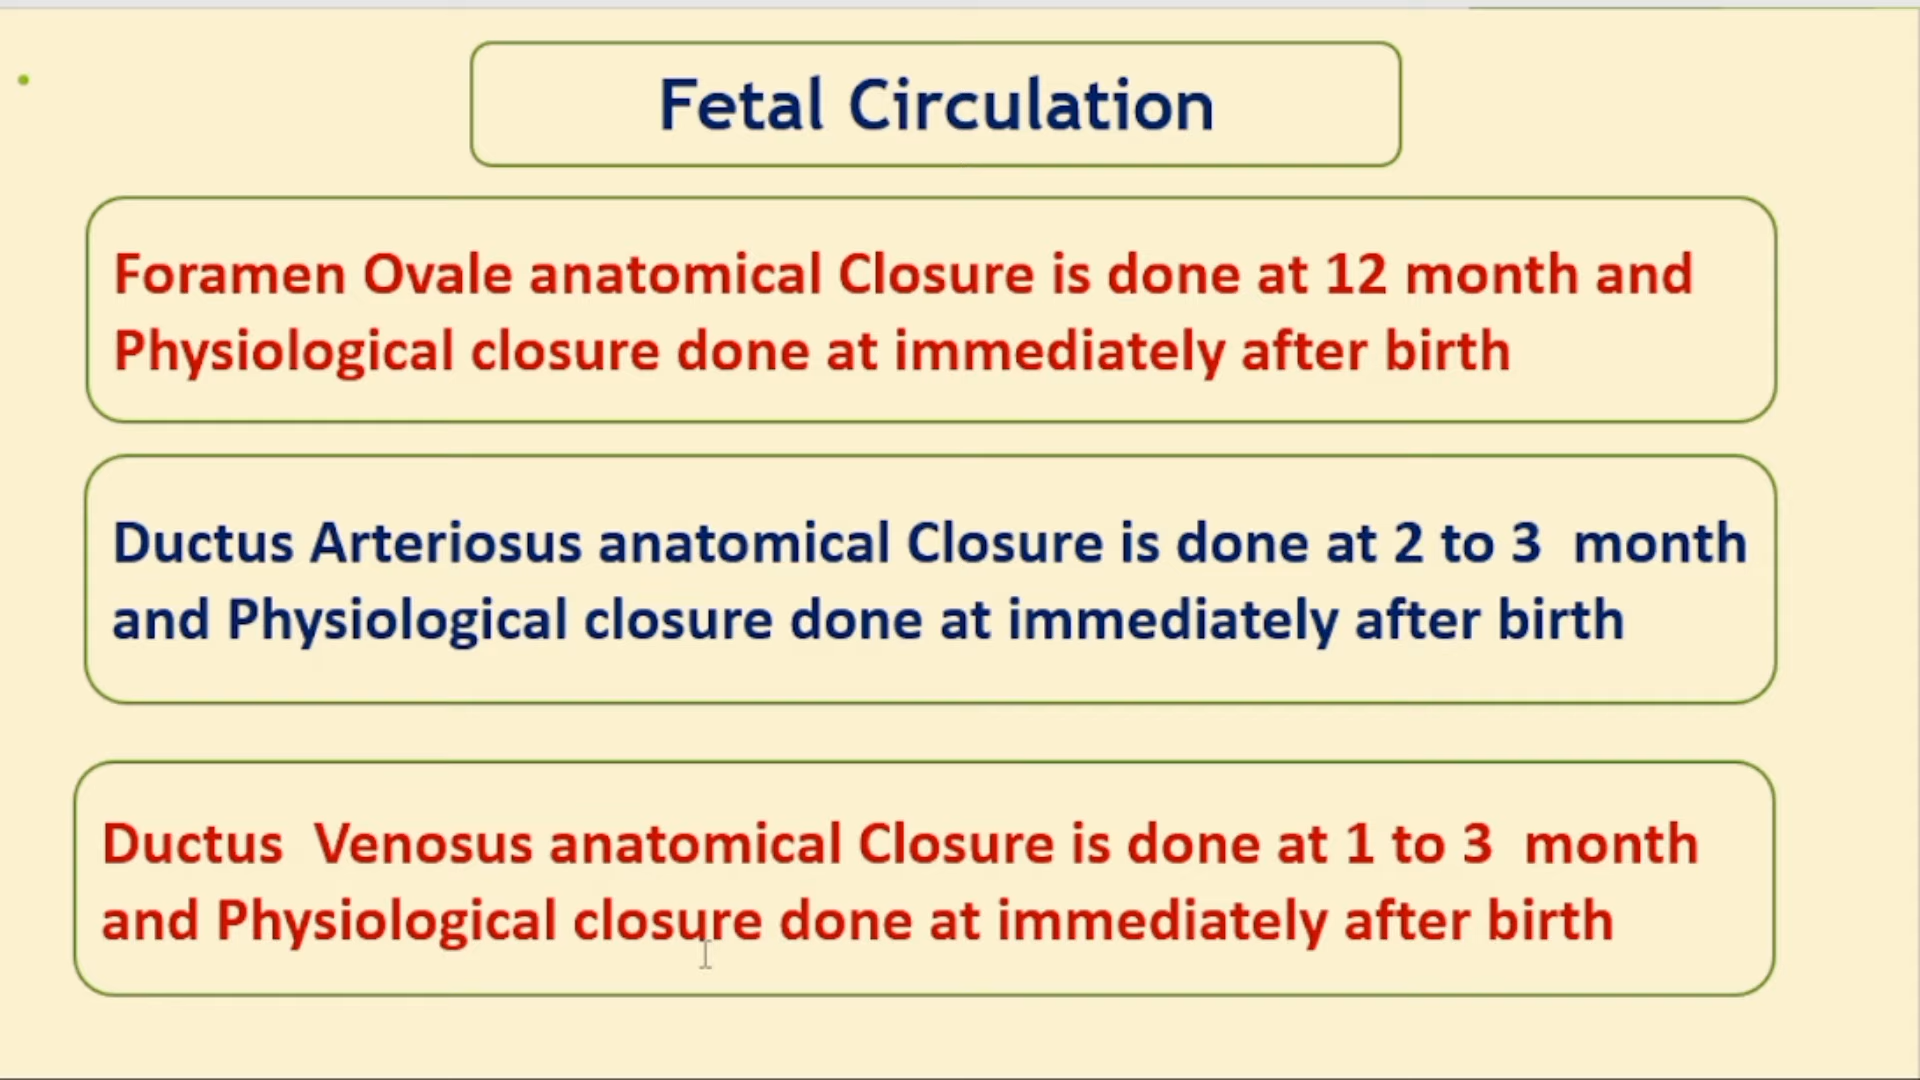 Fetal Circulation
Foramen Ovale anatomical Closure is done at 12 month and
Physiological closure done at immediately after birth
Ductus Arteriosus anatomical Closure is done at 2 to 3 month
and Physiological closure done at immediately after birth
Ductus Venosus anatomical Closure is done at 1 to 3 month
and Physiological closure done at immediately after birth